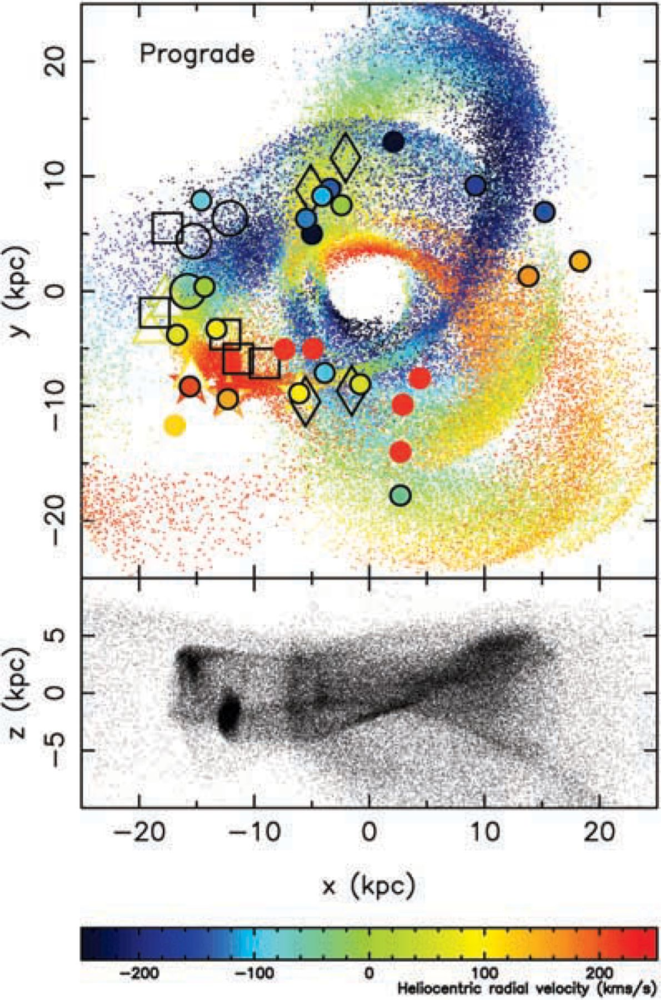 Prograde
20
10
0
−10
−20
y (kpc)
5
0
−5
z (kpc)
−20 −10 0 10 20
x (kpc)
−200 −100 0 100 200
Heliocentric radial velocity (kms/s)